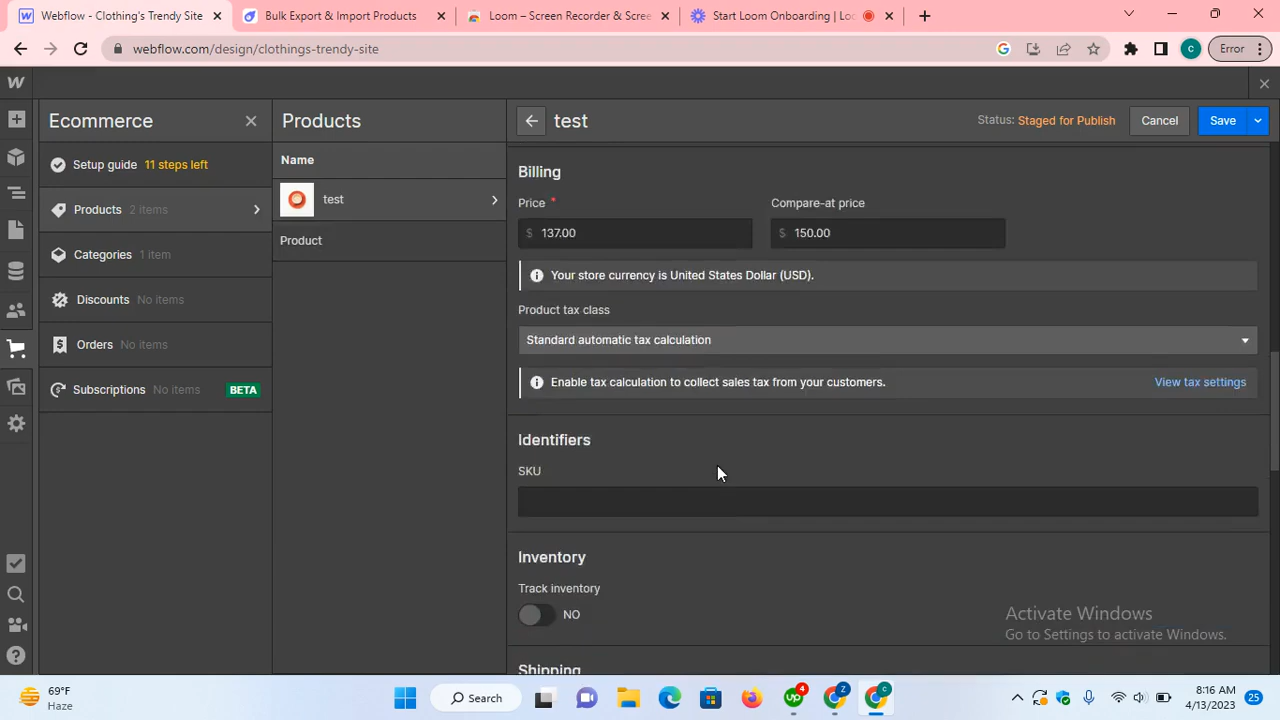 Webflow - Clothing's Trendy Site
Bulk Export & Import Products
Loom – Screen Recorder & Scree
Start Loom Onboarding | Lo
webflow.com/design/clothings-trendy-site
c
Error
Ecommerce
Products
test
Status: Staged for Publish
Cancel
Save
Setup guide 11 steps left
Products 2 items
Categories 1 item
Discounts No items
Orders No items
Subscriptions No items BETA
Name
test
Product
Billing
Price *
Compare-at price
$ 137.00
$ 150.00
Your store currency is United States Dollar (USD).
Product tax class
Standard automatic tax calculation
Enable tax calculation to collect sales tax from your customers.
View tax settings
Identifiers
SKU
Inventory
Track inventory
NO
Shipping
Activate Windows
Go to Settings to activate Windows.
69°F
Haze
Search
up
4
Z
c
8:16 AM
4/13/2023
25